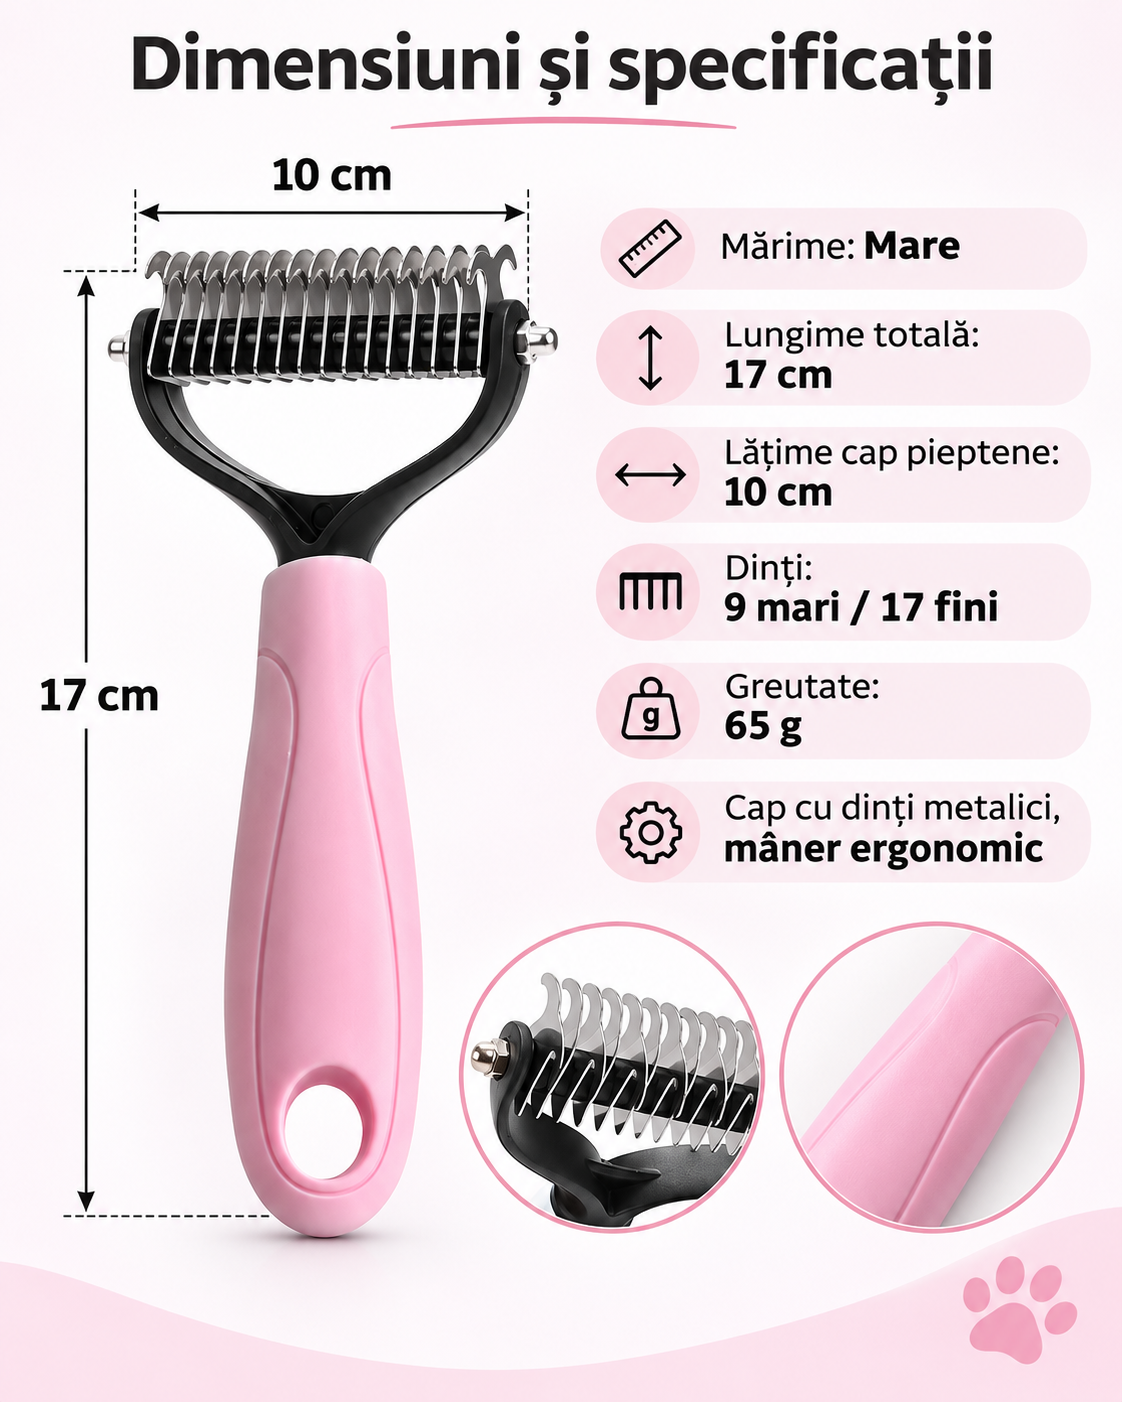 Dimensiuni și specificații
10 cm
17 cm
Mărime: Mare
Lungime totală:
17 cm
Lățime cap pieptene:
10 cm
Dinți:
9 mari / 17 fini
g
Greutate:
65 g
Cap cu dinți metalici,
mâner ergonomic